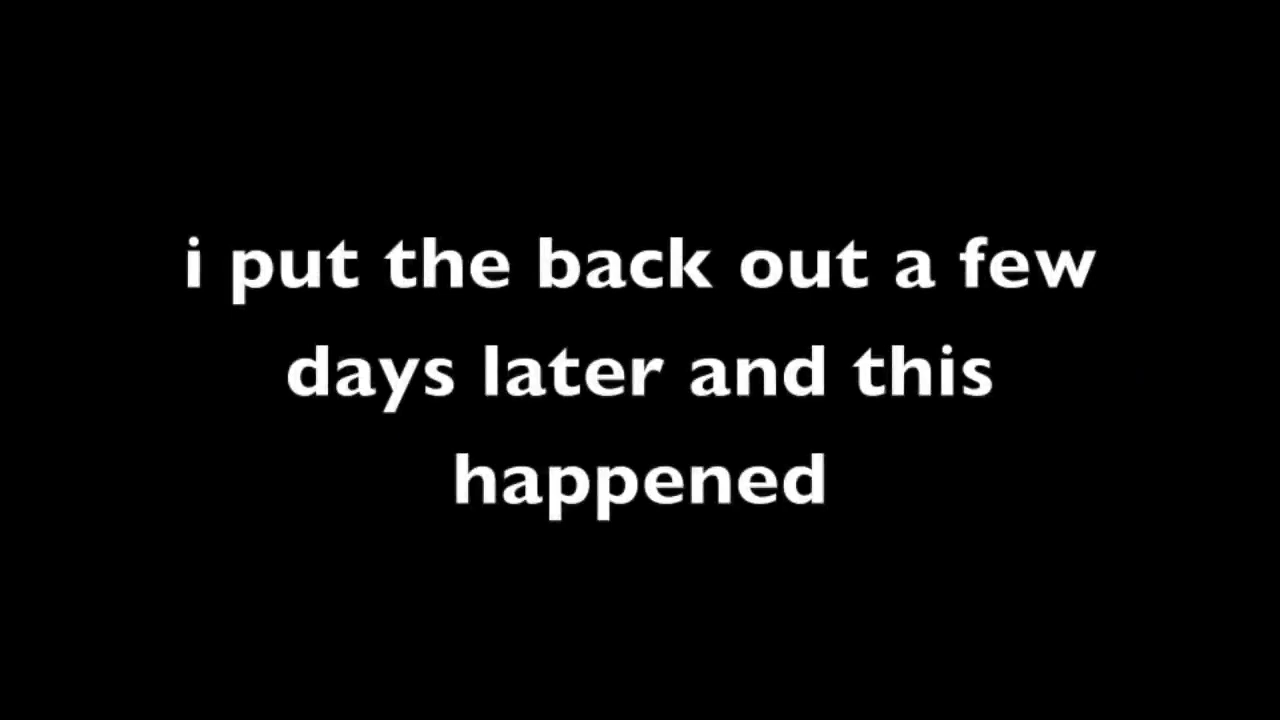 i put the back out a few
days later and this
happened